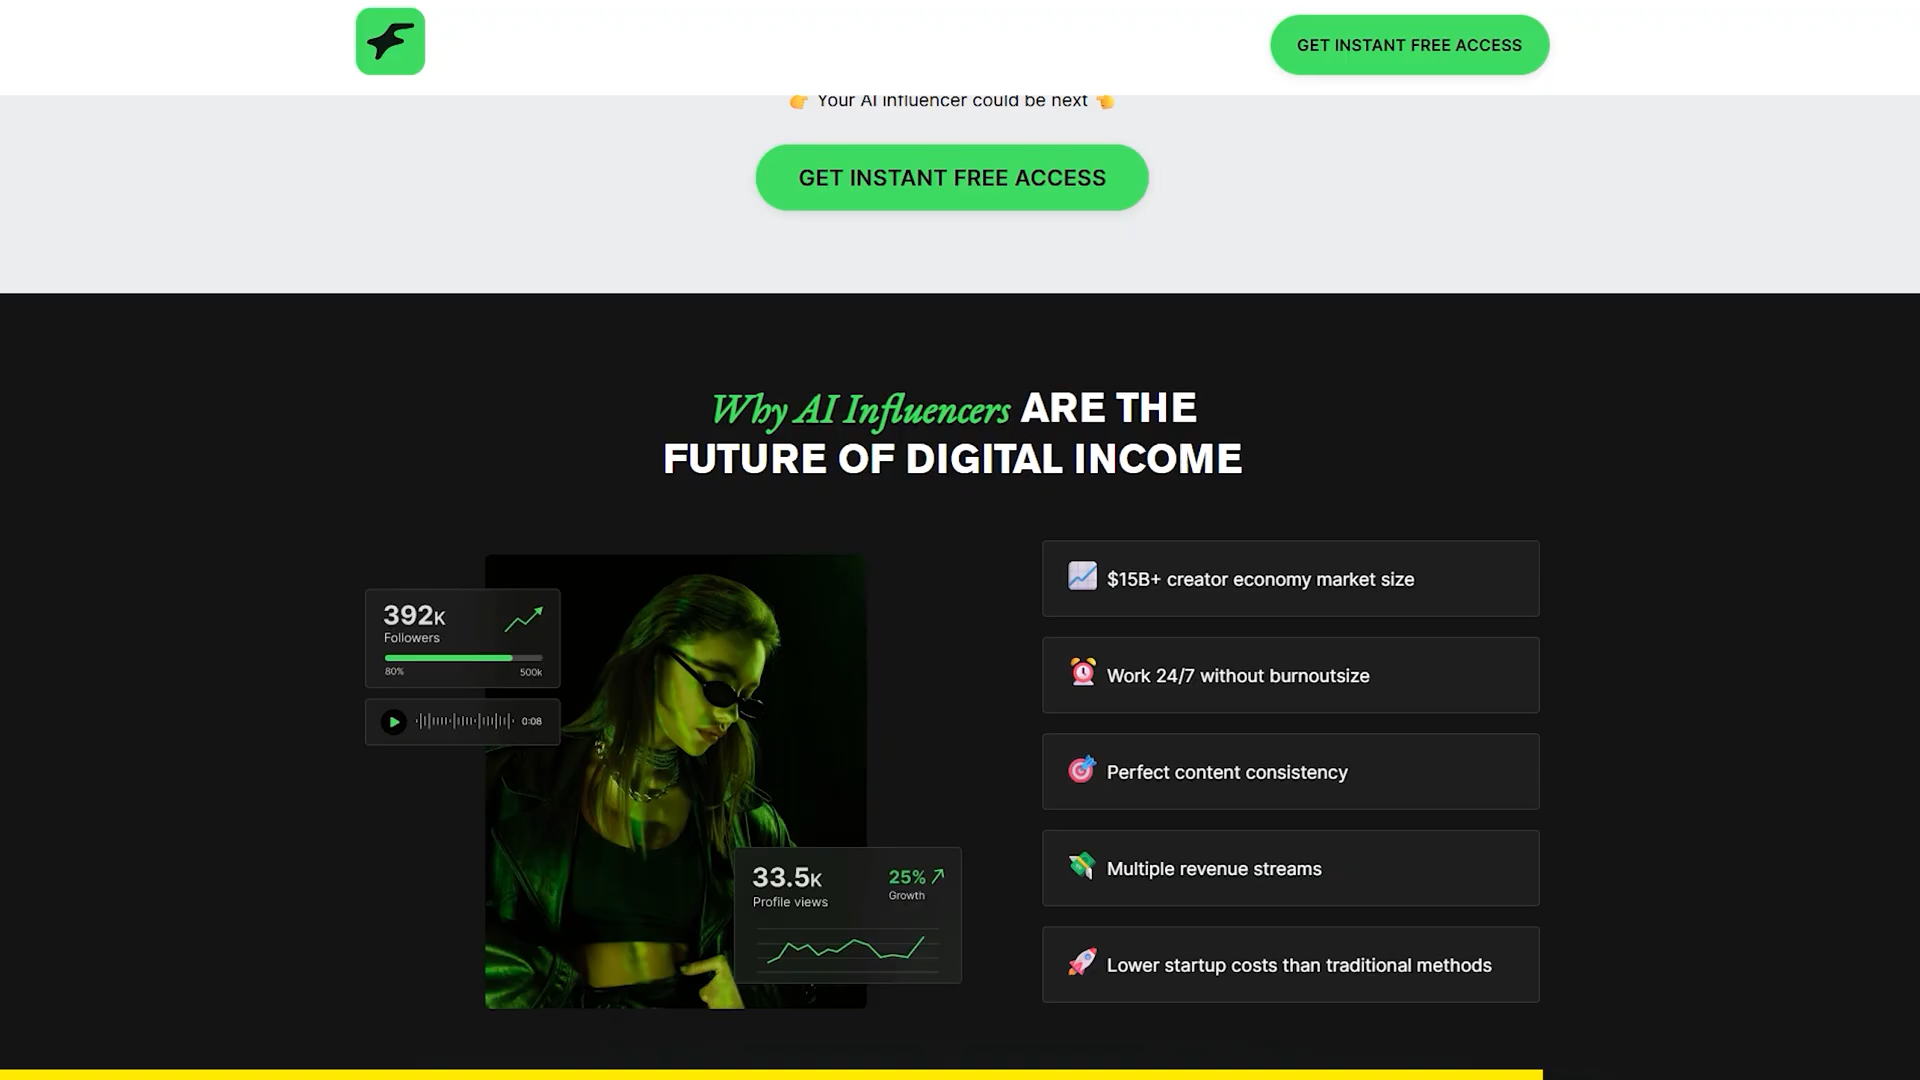 GET INSTANT FREE ACCESS
👉 Your AI influencer could be next 👈
GET INSTANT FREE ACCESS
Why AI Influencers ARE THE
FUTURE OF DIGITAL INCOME
392K
Followers
80% 500k
0:08
33.5K
Profile views
25%
Growth
$15B+ creator economy market size
Work 24/7 without burnoutsize
Perfect content consistency
Multiple revenue streams
Lower startup costs than traditional methods